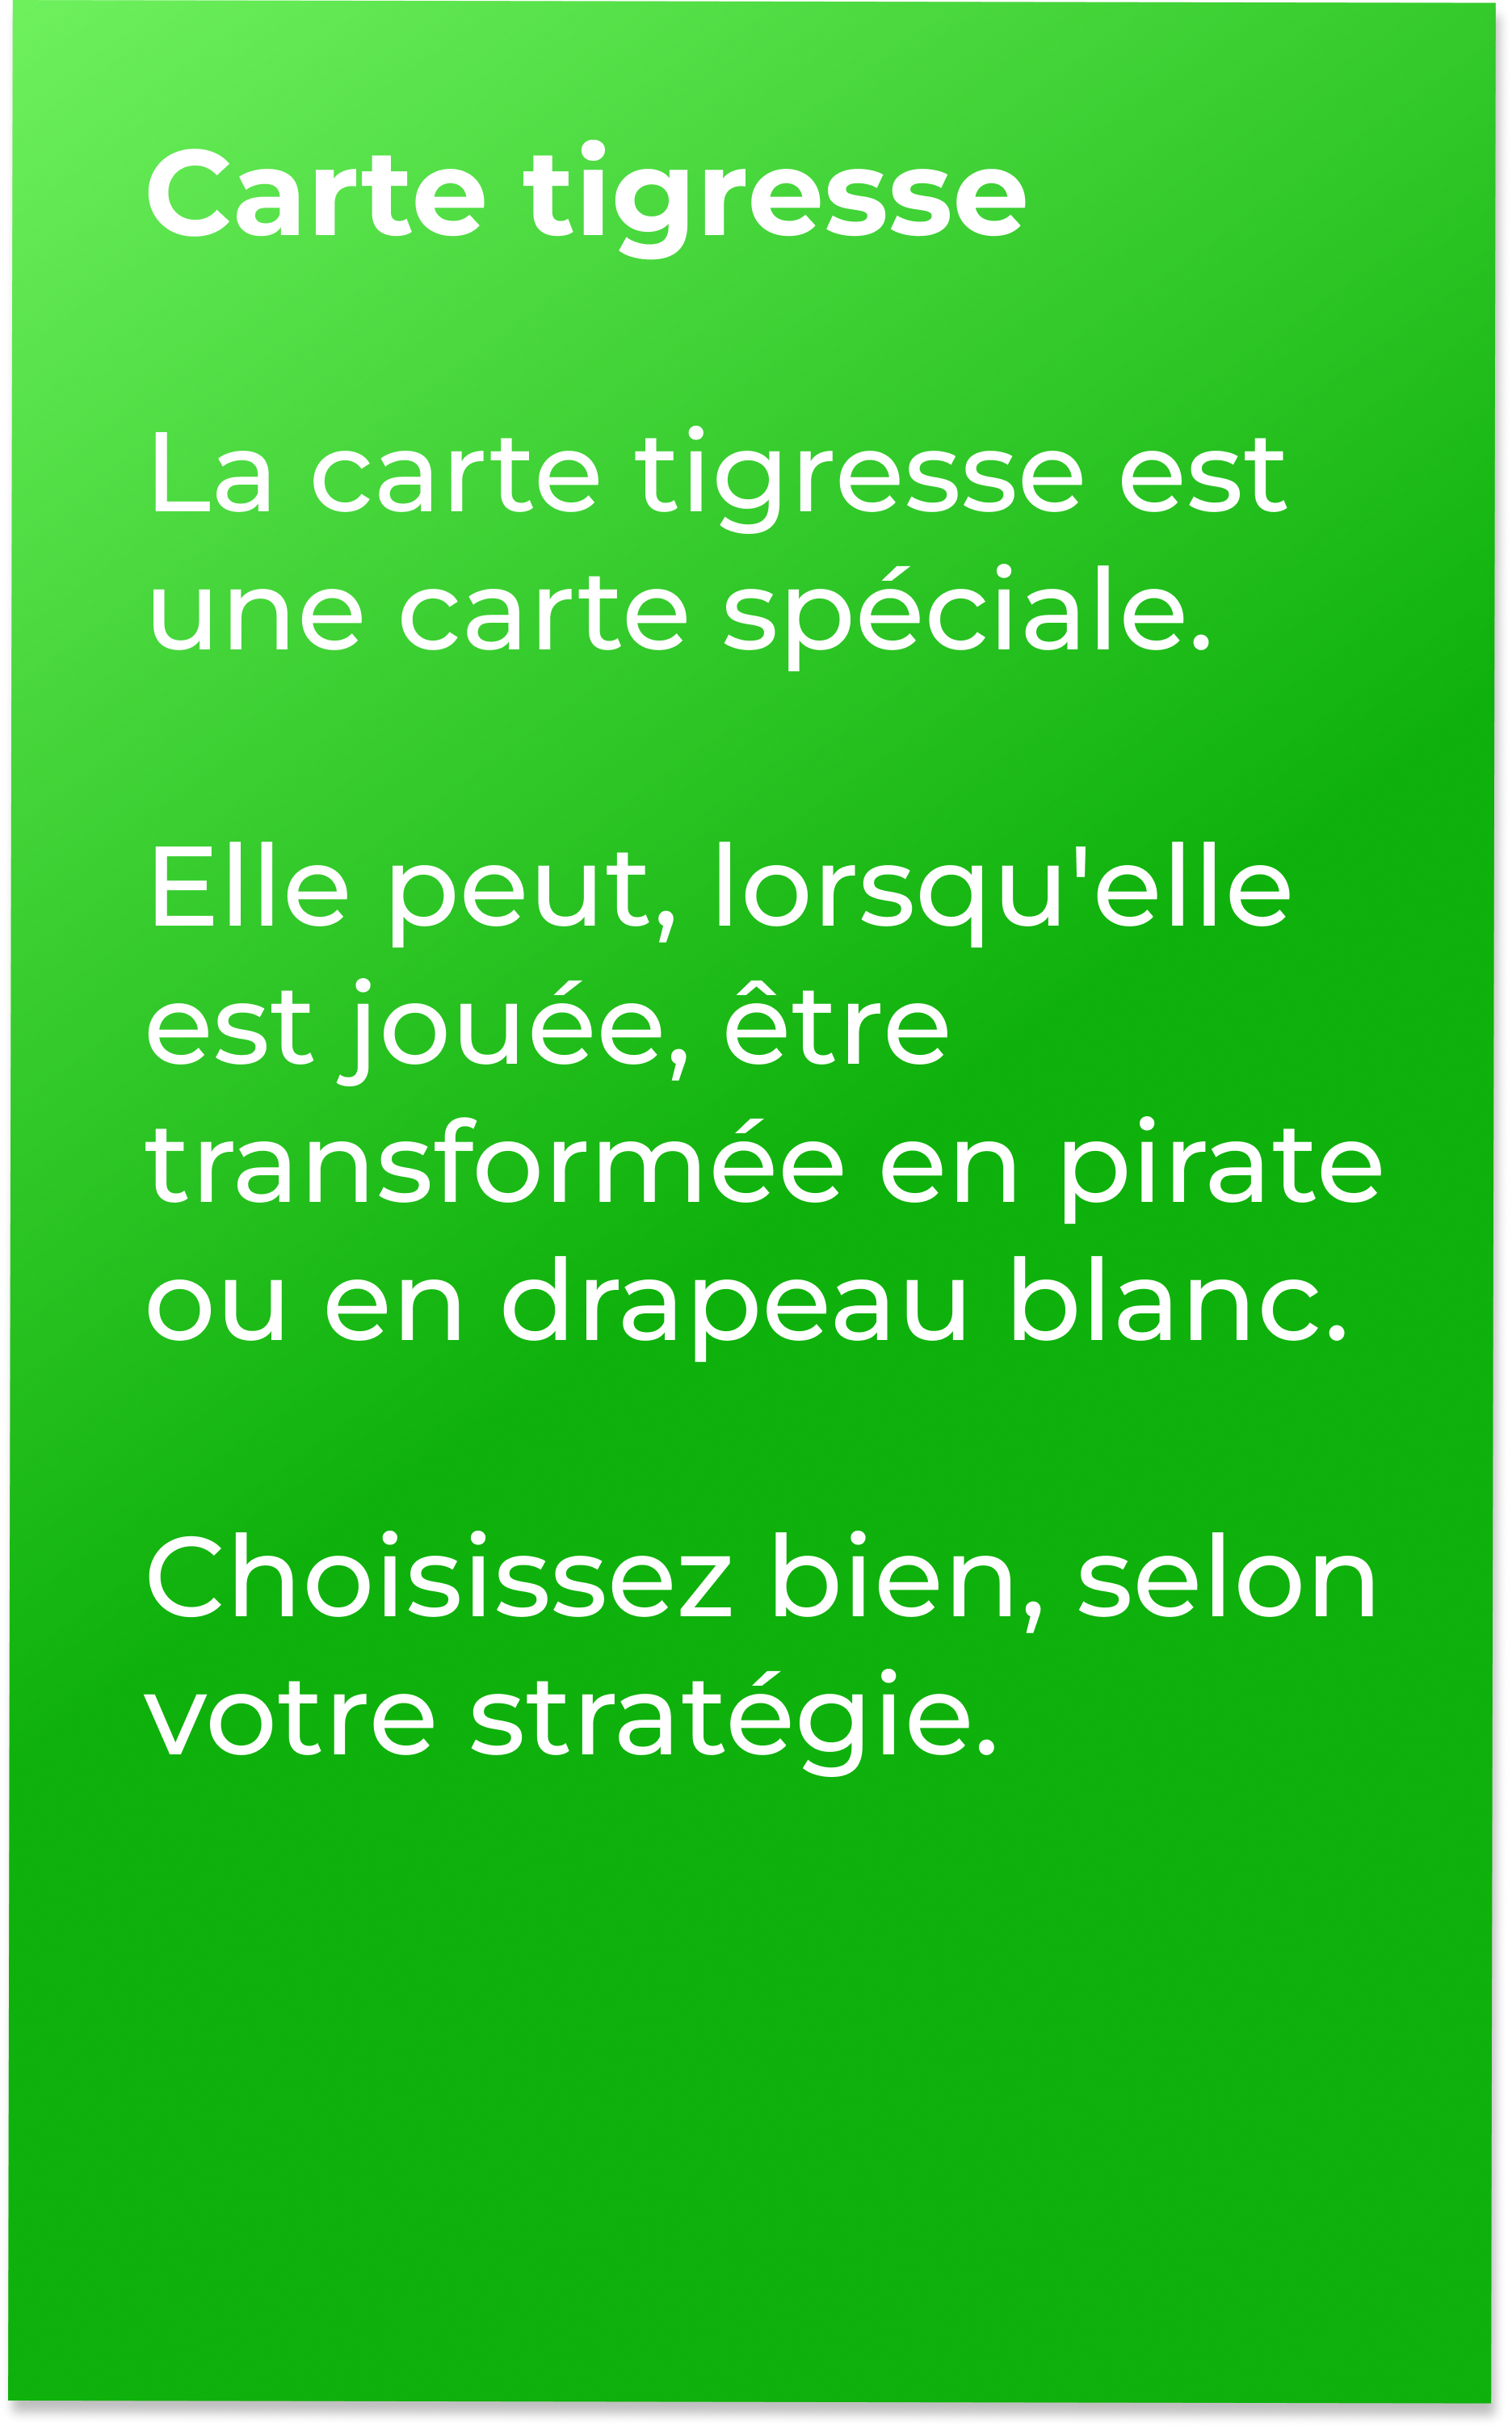 Carte tigresse
La carte tigresse est
une carte spéciale.
Elle peut, lorsqu'elle
est jouée, être
transformée en pirate
ou en drapeau blanc.
Choisissez bien, selon
votre stratégie.